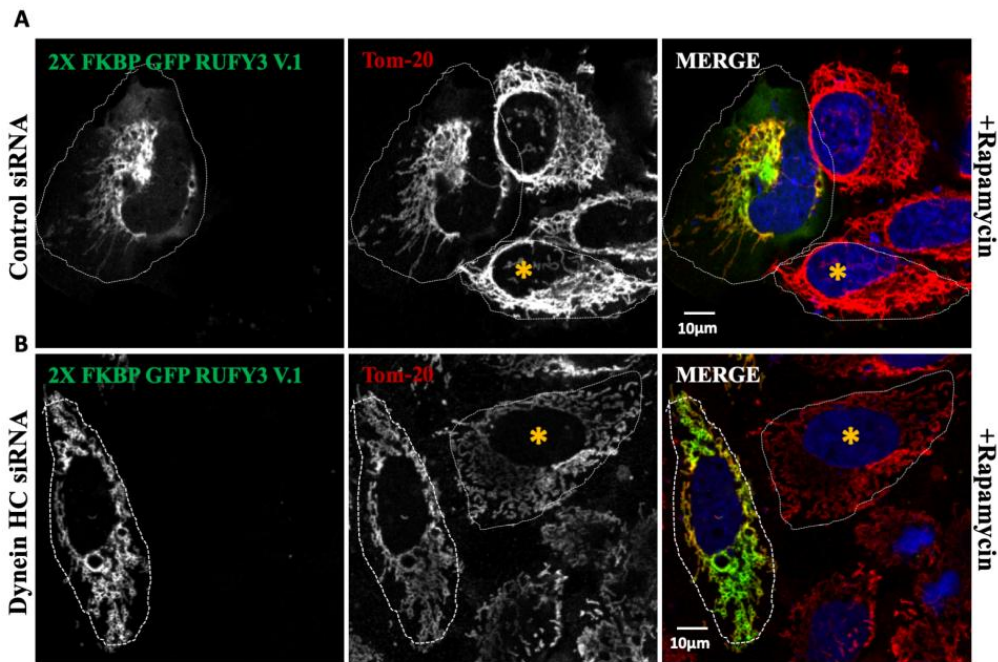 A
Control siRNA
2X FKBP GFP RUFY3 V.1
Tom-20
MERGE
*
*
10µm
+Rapamycin
B
Dynein HC siRNA
2X FKBP GFP RUFY3 V.1
Tom-20
MERGE
*
*
10µm
+Rapamycin